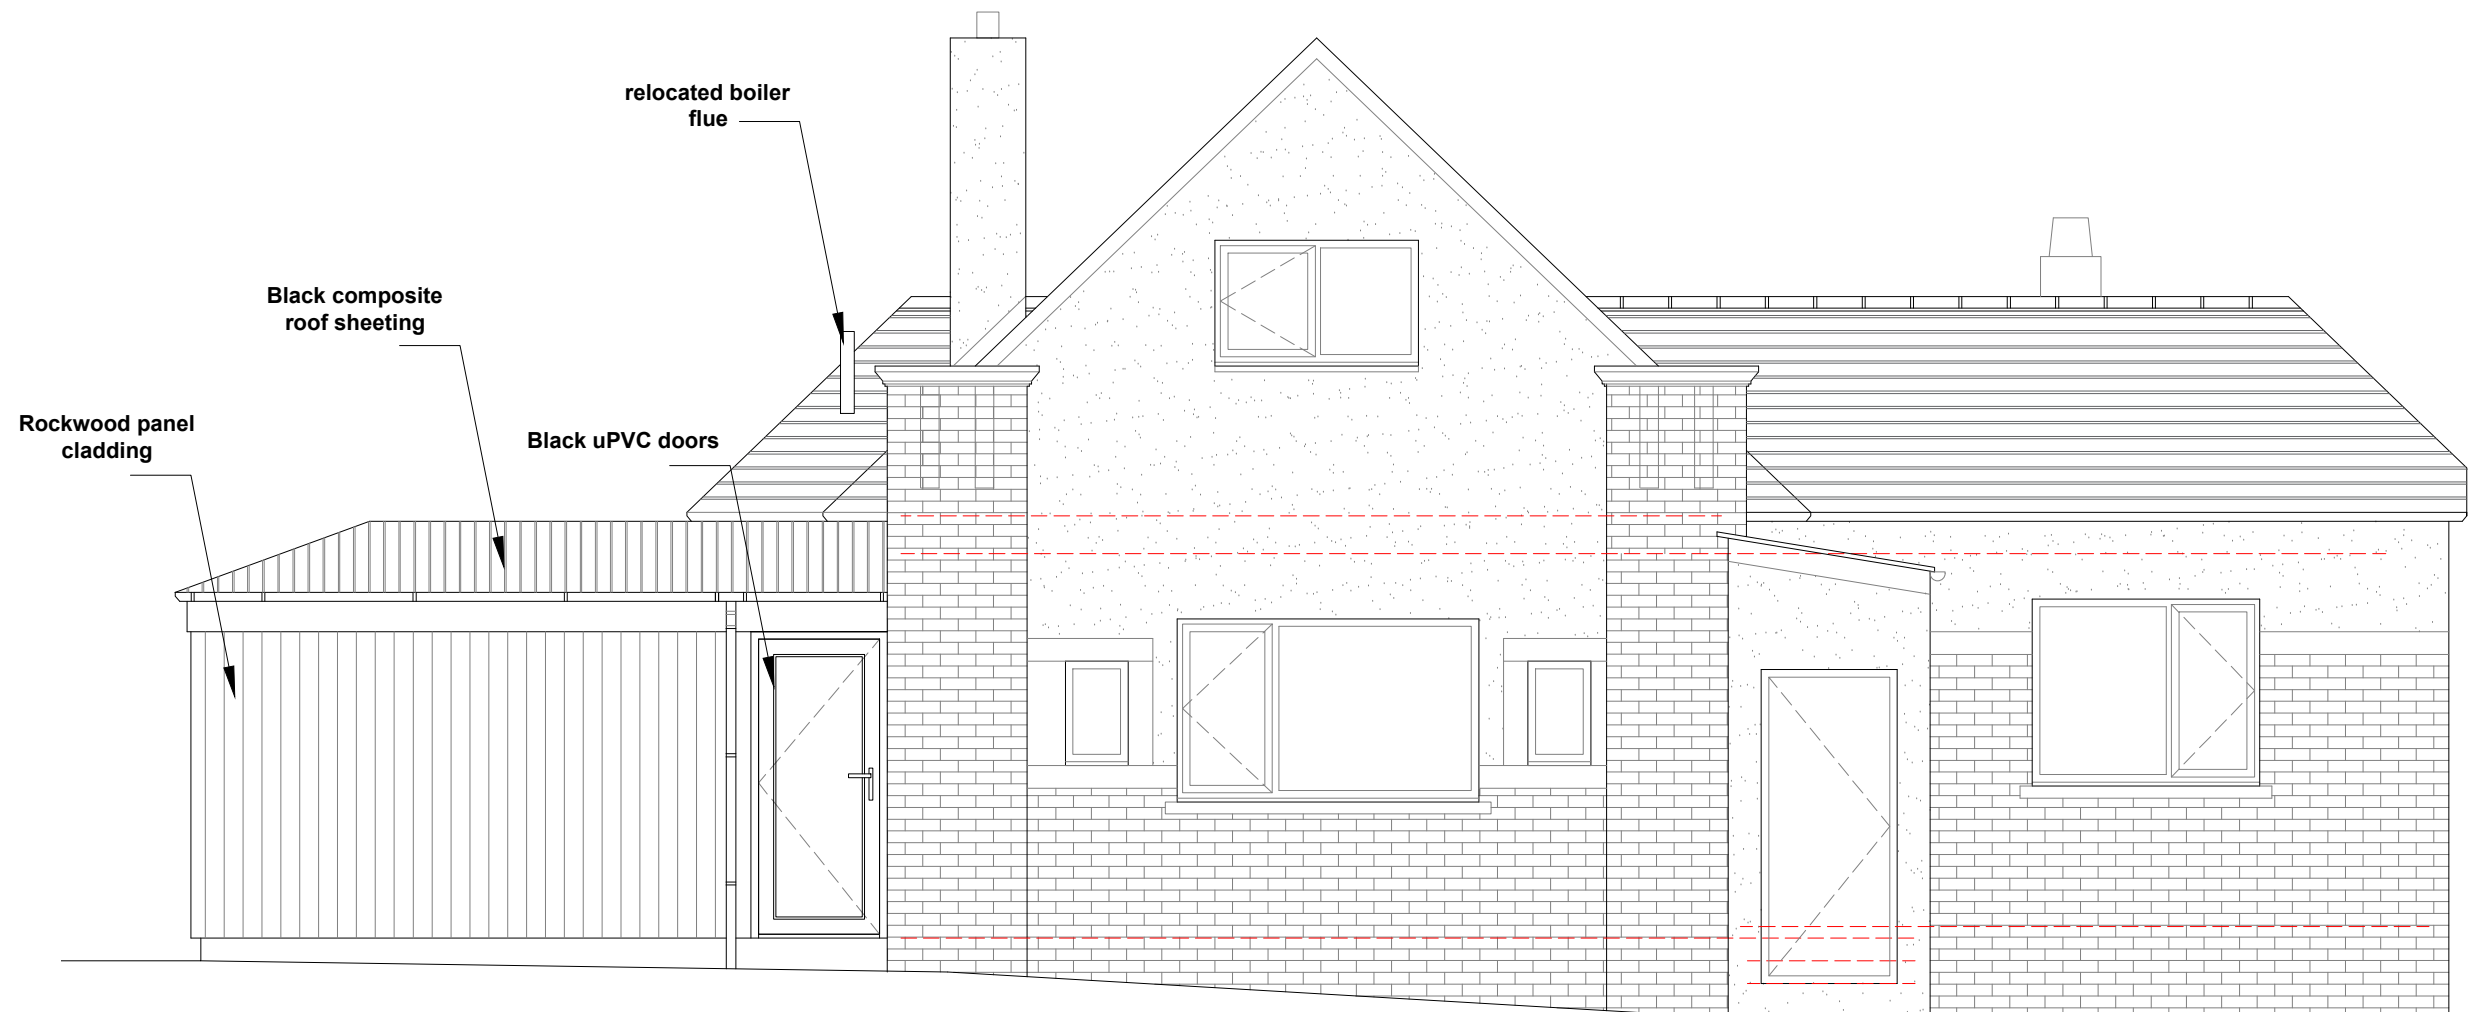 relocated boiler
flue
Black composite
roof sheeting
Rockwood panel
cladding
Black uPVC doors